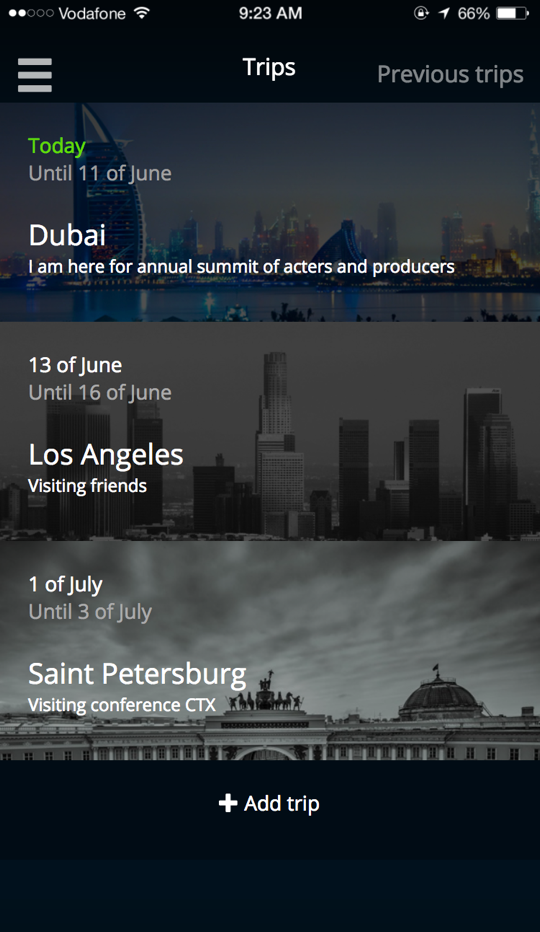 Vodafone 9:23 AM 66%
Trips
Previous trips
Today
Until 11 of June
Dubai
I am here for annual summit of acters and producers
13 of June
Until 16 of June
Los Angeles
Visiting friends
1 of July
Until 3 of July
Saint Petersburg
Visiting conference CTX
Add trip